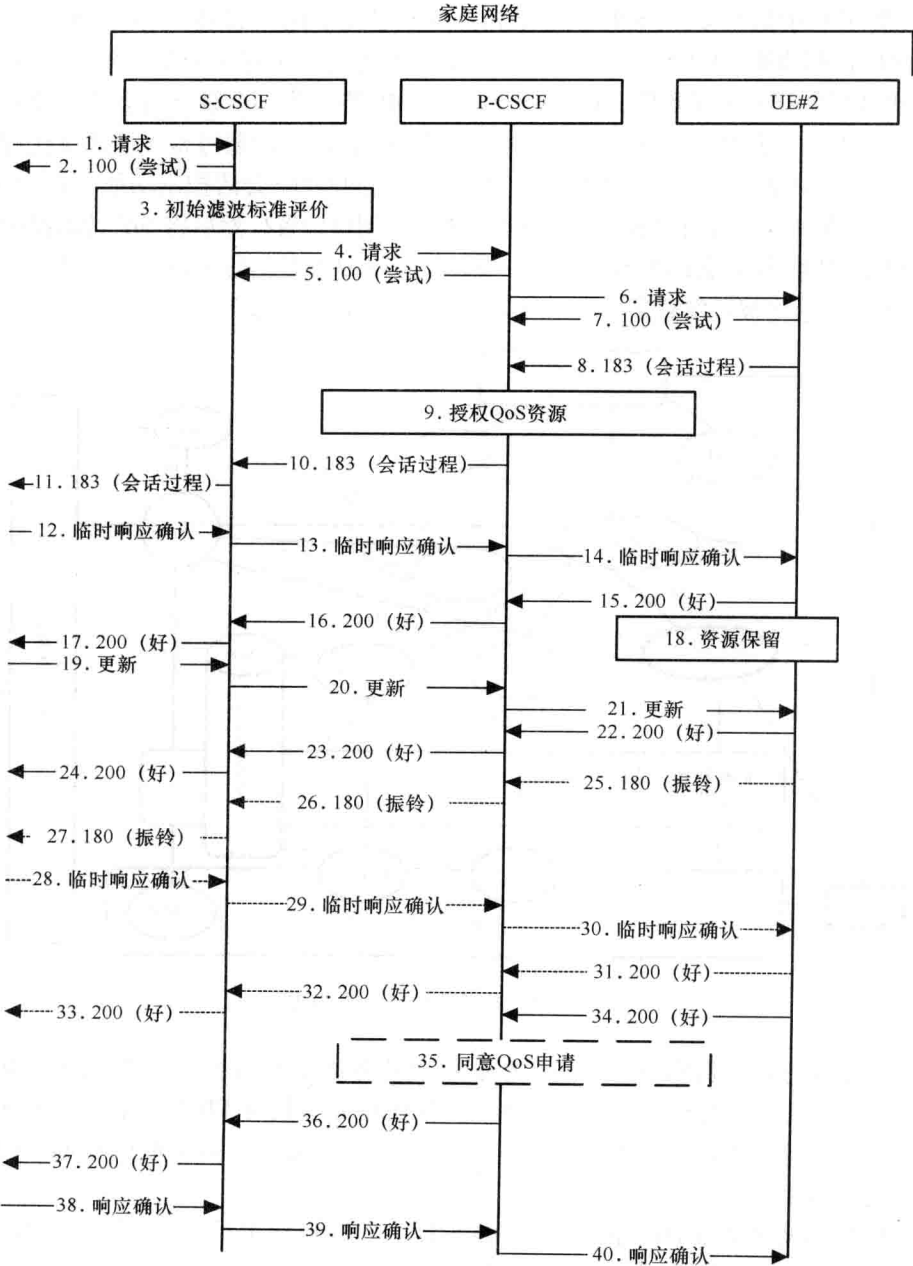 家庭网络
S-CSCF
P-CSCF
UE#2
1. 请求
2. 100 (尝试)
3. 初始滤波标准评价
4. 请求
5. 100 (尝试)
6. 请求
7. 100 (尝试)
8. 183 (会话过程)
9. 授权QoS资源
10. 183 (会话过程)
11. 183 (会话过程)
12. 临时响应确认
13. 临时响应确认
14. 临时响应确认
15. 200 (好)
16. 200 (好)
17. 200 (好)
18. 资源保留
19. 更新
20. 更新
21. 更新
22. 200 (好)
23. 200 (好)
24. 200 (好)
25. 180 (振铃)
26. 180 (振铃)
27. 180 (振铃)
28. 临时响应确认
29. 临时响应确认
30. 临时响应确认
31. 200 (好)
32. 200 (好)
33. 200 (好)
34. 200 (好)
35. 同意QoS申请
36. 200 (好)
37. 200 (好)
38. 响应确认
39. 响应确认
40. 响应确认